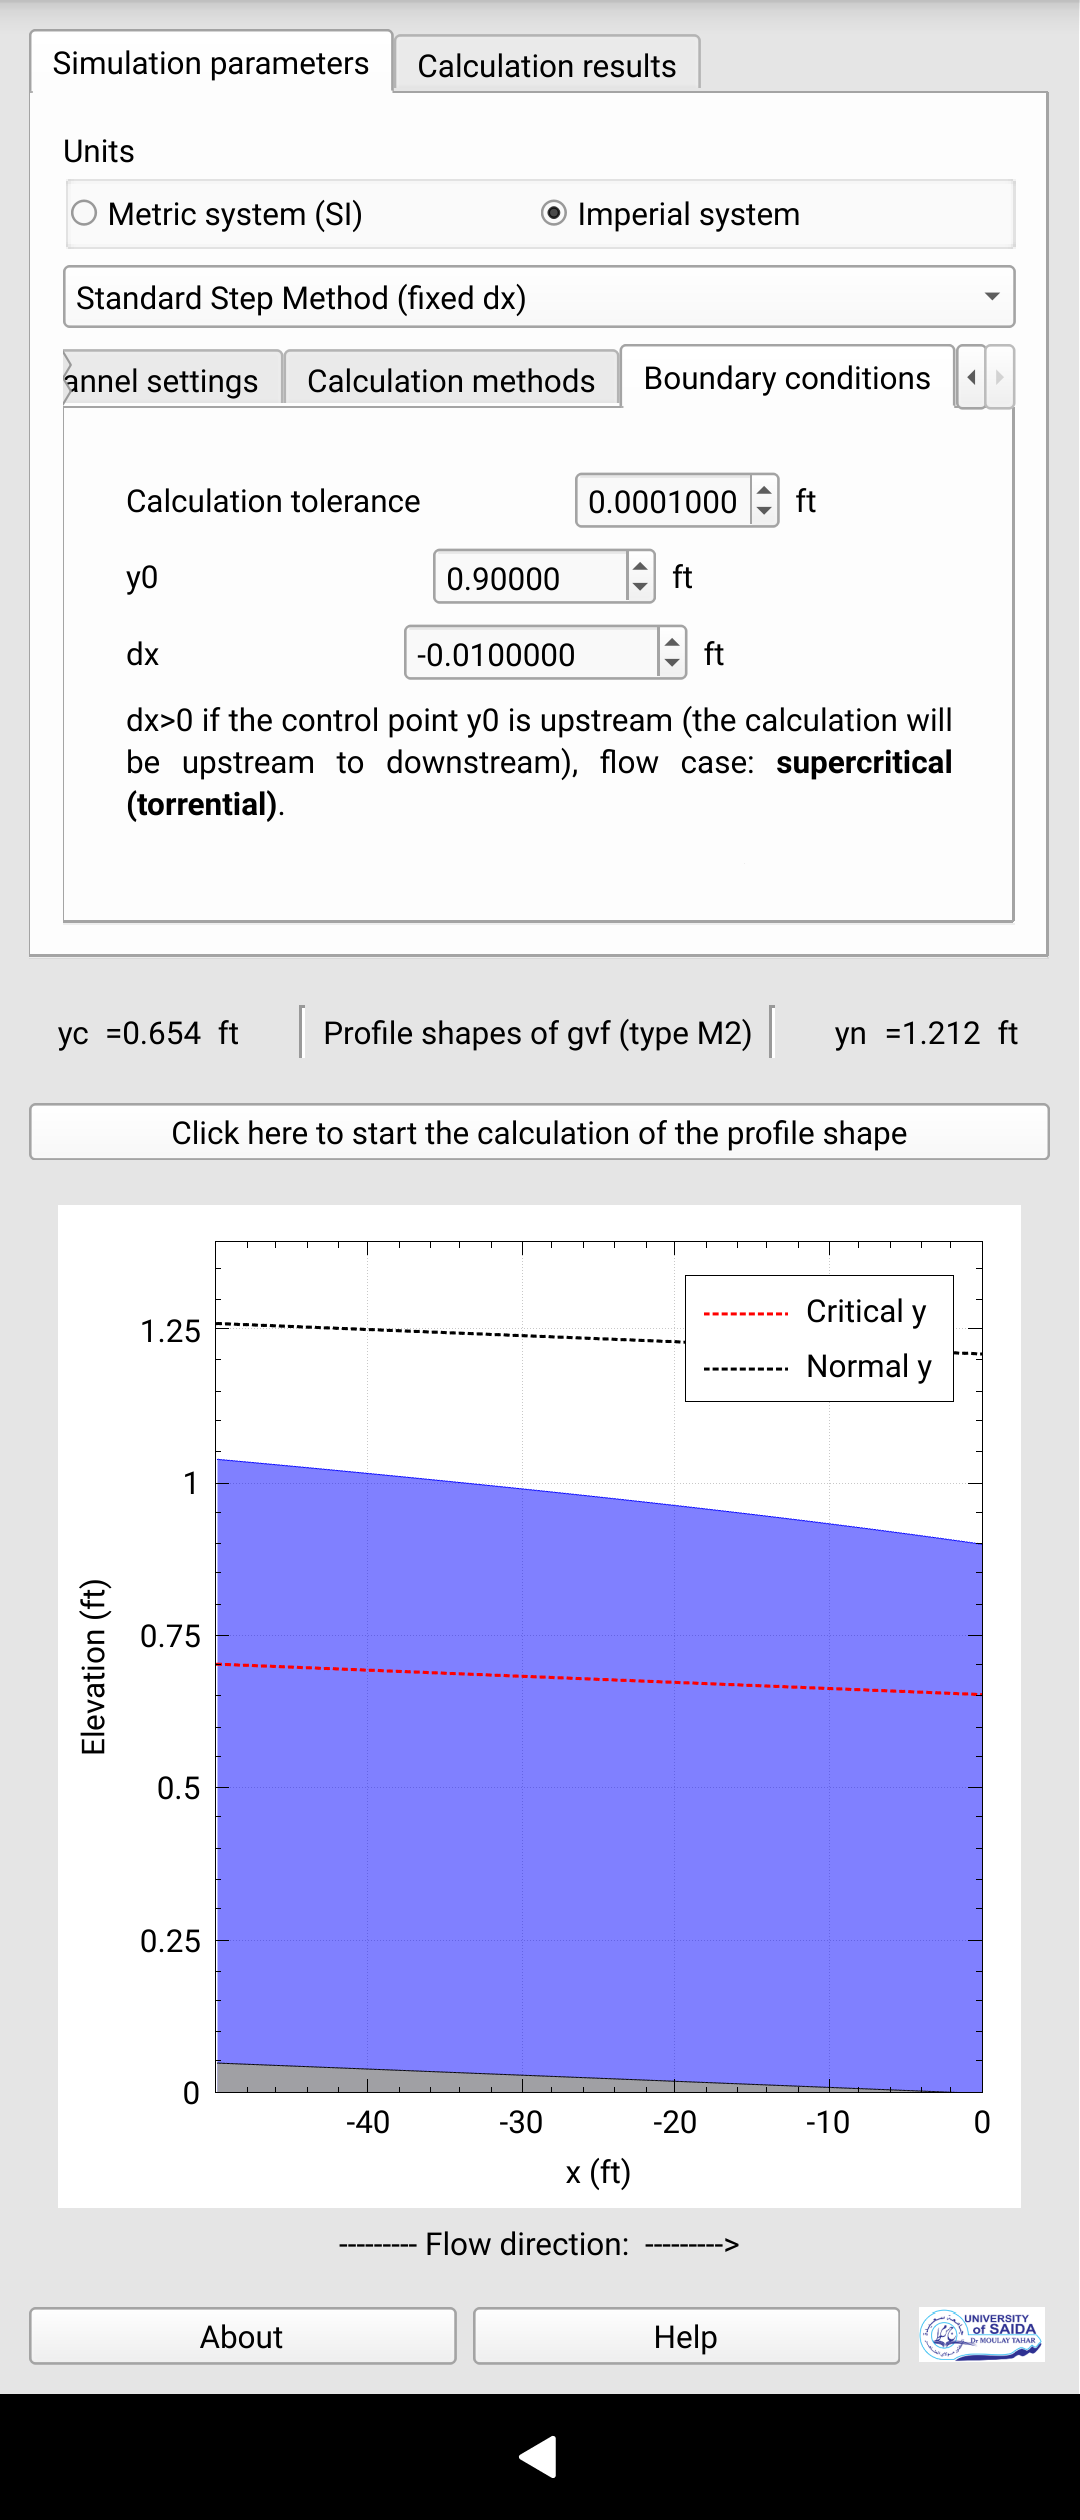 Simulation parameters
Calculation results
Units
Metric system (SI)
Imperial system
Standard Step Method (fixed dx)
annel settings
Calculation methods
Boundary conditions
Calculation tolerance 0.0001000 ft
y0 0.90000 ft
dx -0.0100000 ft
dx>0 if the control point y0 is upstream (the calculation will
be upstream to downstream), flow case: supercritical
(torrential).
yc =0.654 ft
Profile shapes of gvf (type M2)
yn =1.212 ft
Click here to start the calculation of the profile shape
Critical y
Normal y
1.25
1
0.75
0.5
0.25
0
Elevation (ft)
-40 -30 -20 -10 0
x (ft)
--------- Flow direction: --------->
About
Help
UNIVERSITY
of SAIDA
Dr MOULAY TAHAR